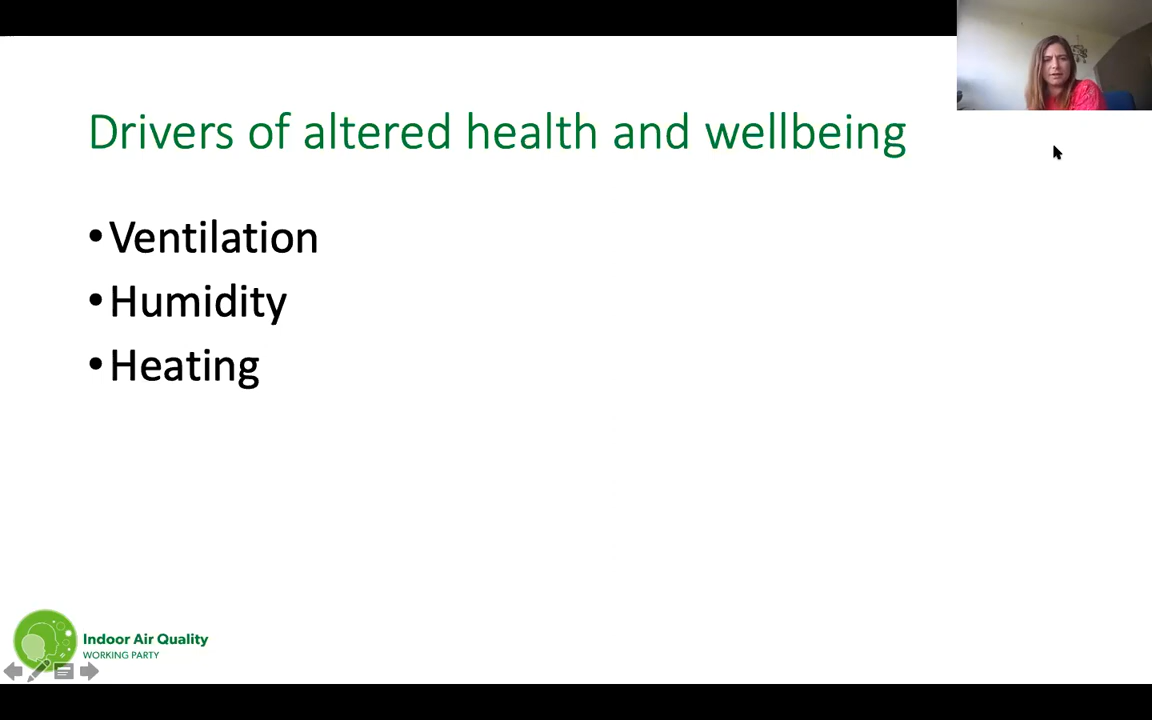 Drivers of altered health and wellbeing
•Ventilation
•Humidity
•Heating
Indoor Air Quality
WORKING PARTY